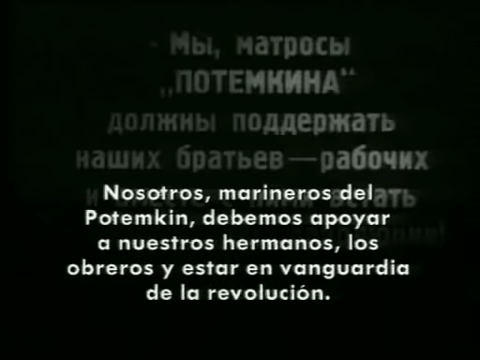 - Мы, матросы
„ПОТЕМКИНА“
должны поддержать
наших братьев—рабочих
Nosotros, marineros del
Potemkin, debemos apoyar
a nuestros hermanos, los
obreros y estar en vanguardia
de la revolución.